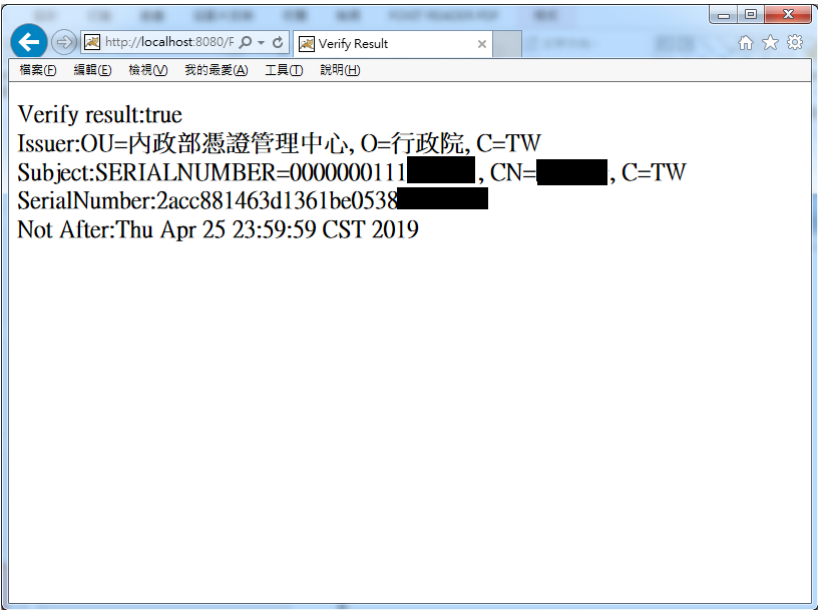 http://localhost:8080/F
Verify Result
檔案(F) 編輯(E) 檢視(V) 我的最愛(A) 工具(T) 說明(H)
Verify result:true
Issuer:OU=內政部憑證管理中心, O=行政院, C=TW
Subject:SERIALNUMBER=0000000111 , CN= , C=TW
SerialNumber:2acc881463d1361be0538
Not After:Thu Apr 25 23:59:59 CST 2019